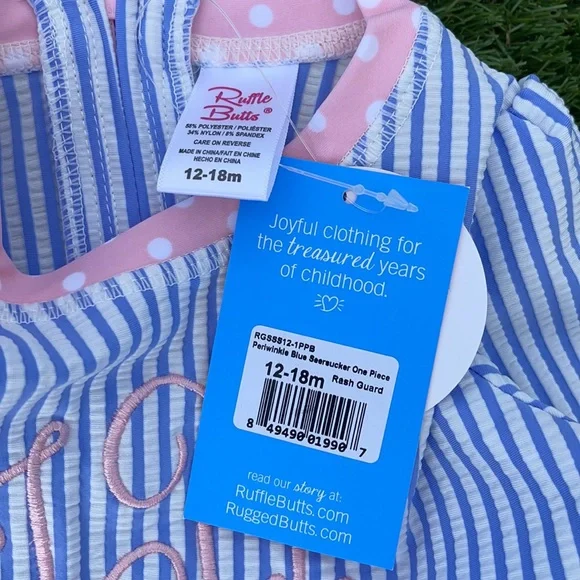 Ruffle
Butts®
58% POLYESTER / POLIÉSTER
34% NYLON / 8% SPANDEX
CARE ON REVERSE
MADE IN CHINA/FAIT EN CHINE
HECHO EN CHINA
12-18m
Joyful clothing for
the treasured years
of childhood.
RGSSS12-1PPB
Periwinkle Blue Seersucker One Piece
12-18m Rash Guard
8 49490 01990 7
read our story at:
RuffleButts.com
RuggedButts.com